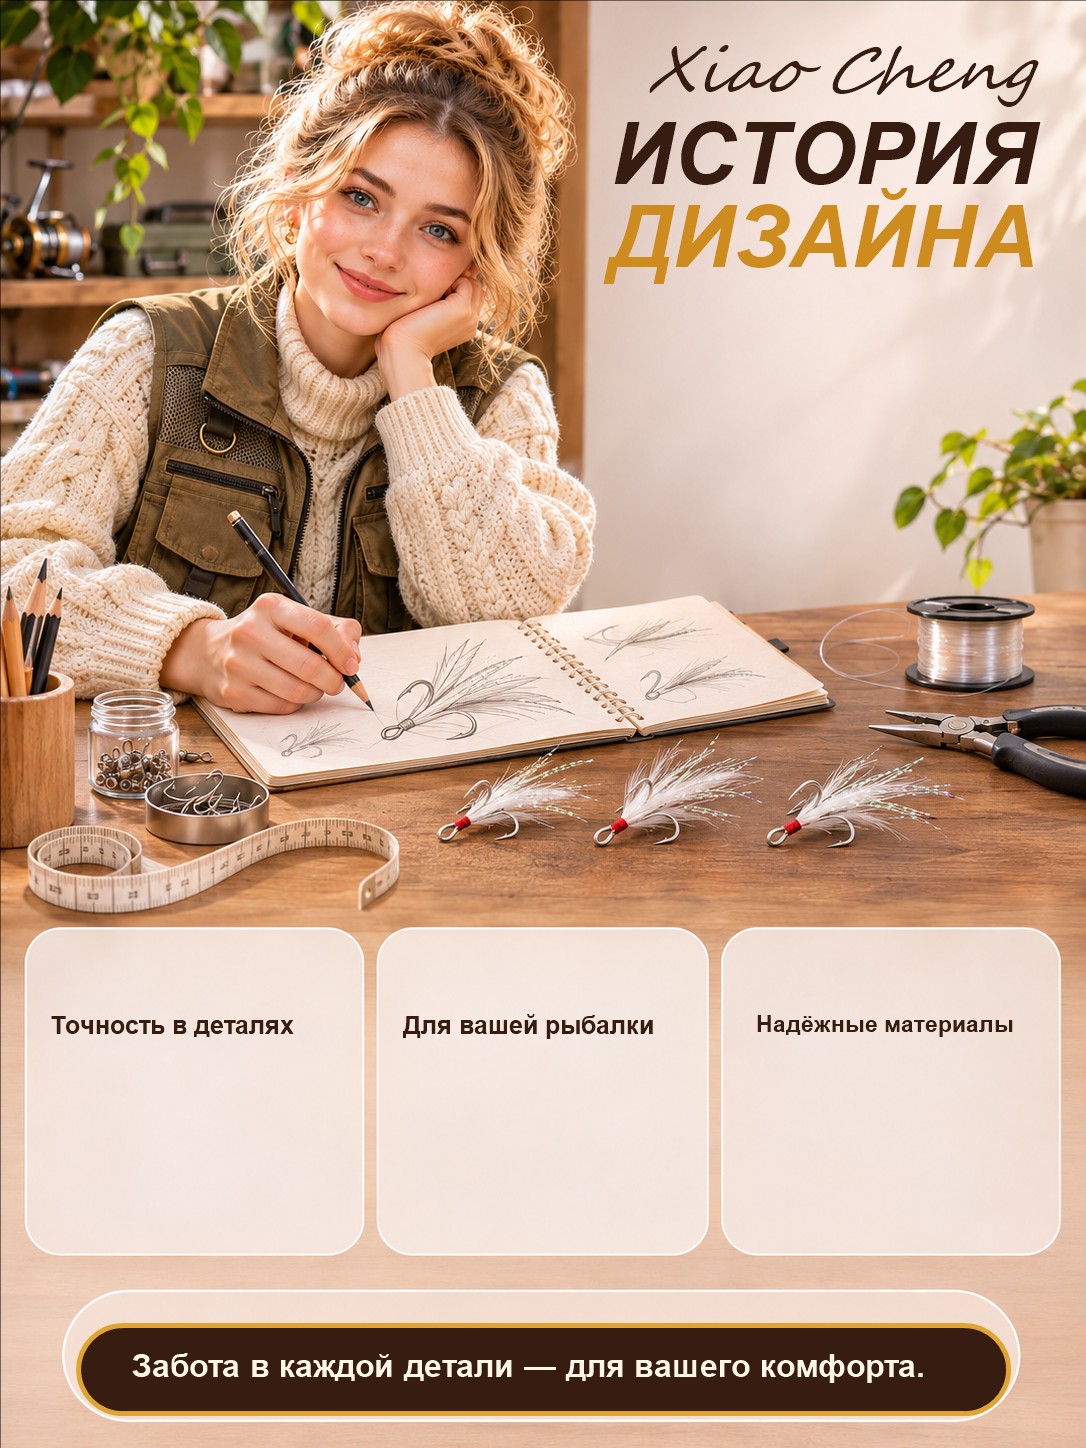 Xiao Cheng
ИСТОРИЯ
ДИЗАЙНА
Точность в деталях
Для вашей рыбалки
Надёжные материалы
Забота в каждой детали — для вашего комфорта.